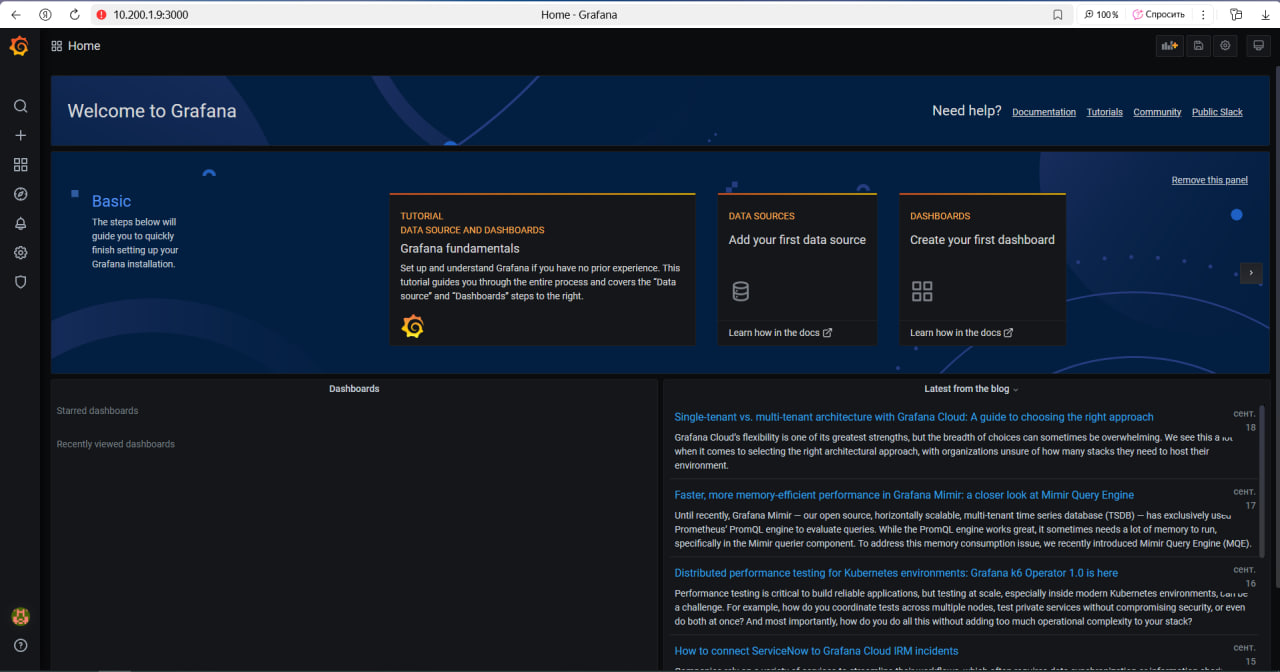 10.200.1.9:3000
Home - Grafana
100 %
Спросить
Home
Welcome to Grafana
Need help?
Documentation
Tutorials
Community
Public Slack
Remove this panel
Basic
The steps below will
guide you to quickly
finish setting up your
Grafana installation.
TUTORIAL
DATA SOURCE AND DASHBOARDS
Grafana fundamentals
Set up and understand Grafana if you have no prior experience. This
tutorial guides you through the entire process and covers the “Data
source” and “Dashboards” steps to the right.
DATA SOURCES
Add your first data source
Learn how in the docs
DASHBOARDS
Create your first dashboard
Learn how in the docs
Dashboards
Starred dashboards
Recently viewed dashboards
Latest from the blog
Single-tenant vs. multi-tenant architecture with Grafana Cloud: A guide to choosing the right approach
сент.
18
Grafana Cloud’s flexibility is one of its greatest strengths, but the breadth of choices can sometimes be overwhelming. We see this a lot
when it comes to selecting the right architectural approach, with organizations unsure of how many stacks they need to host their
environment.
Faster, more memory-efficient performance in Grafana Mimir: a closer look at Mimir Query Engine
сент.
17
Until recently, Grafana Mimir — our open source, horizontally scalable, multi-tenant time series database (TSDB) — has exclusively used
Prometheus’ PromQL engine to evaluate queries. While the PromQL engine works great, it sometimes needs a lot of memory to run,
specifically in the Mimir querier component. To address this memory consumption issue, we recently introduced Mimir Query Engine (MQE).
Distributed performance testing for Kubernetes environments: Grafana k6 Operator 1.0 is here
сент.
16
Performance testing is critical to build reliable applications, but testing at scale, especially inside modern Kubernetes environments, can be
a challenge. For example, how do you coordinate tests across multiple nodes, test private services without compromising security, or even
do both at once? And most importantly, how do you do all this without adding too much operational complexity to your stack?
How to connect ServiceNow to Grafana Cloud IRM incidents
сент.
15